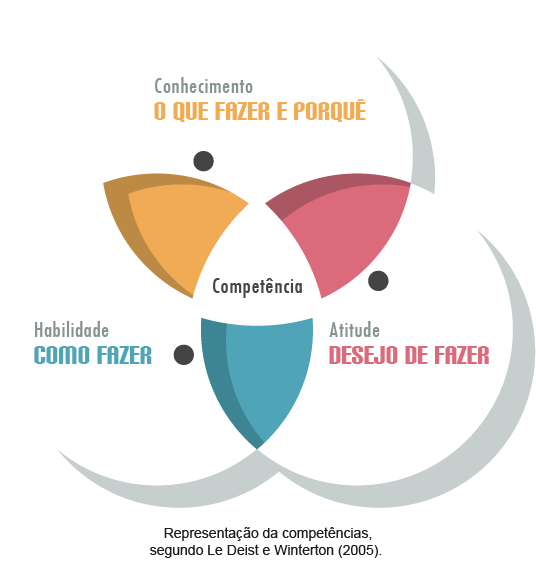 Conhecimento
O QUE FAZER E PORQUÊ
Competência
Habilidade
COMO FAZER
Atitude
DESEJO DE FAZER
Representação da competências,
segundo Le Deist e Winterton (2005).